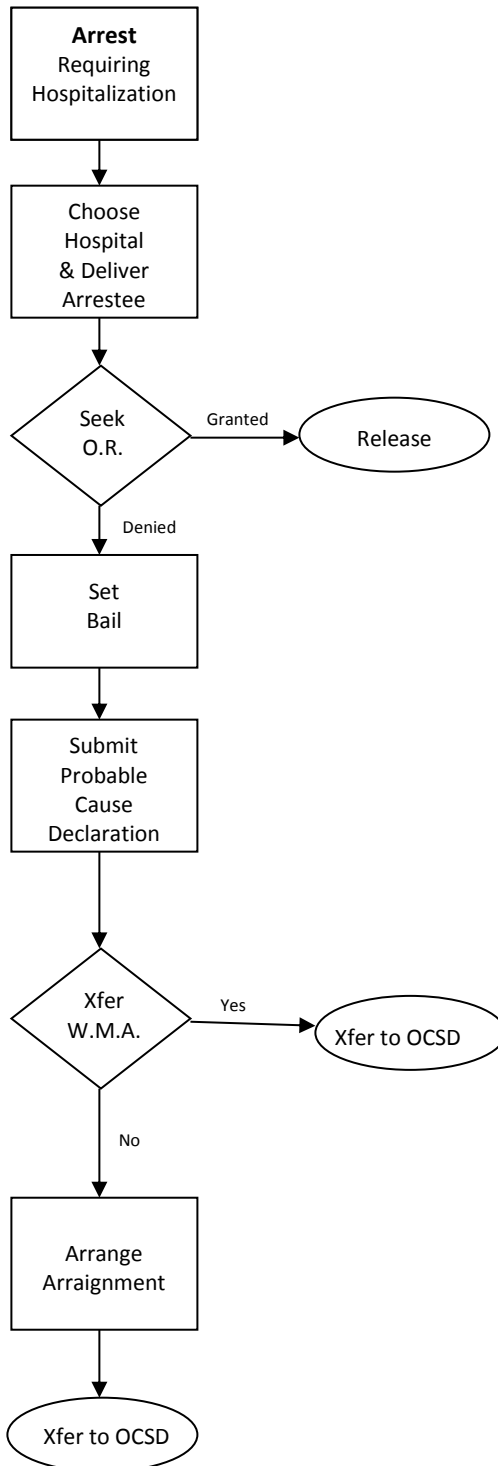 Arrest
Requiring
Hospitalization
Choose
Hospital
& Deliver
Arrestee
Seek
O.R.
Granted
Release
Denied
Set
Bail
Submit
Probable
Cause
Declaration
Xfer
W.M.A.
Yes
Xfer to OCSD
No
Arrange
Arraignment
Xfer to OCSD